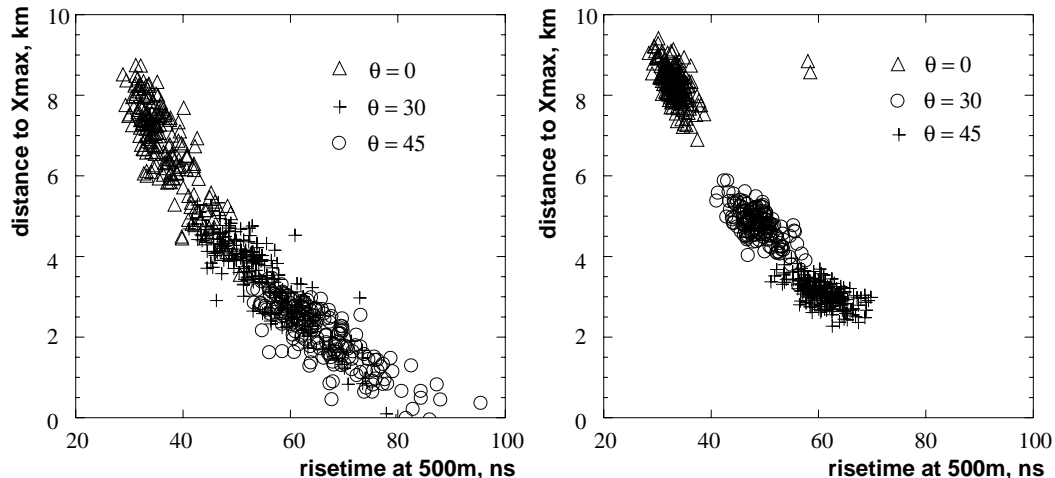 distance to Xmax, km
10
8
6
4
2
0
θ = 0
θ = 30
θ = 45
20
40
60
80
100
risetime at 500m, ns
distance to Xmax, km
10
8
6
4
2
0
θ = 0
θ = 30
θ = 45
20
40
60
80
100
risetime at 500m, ns